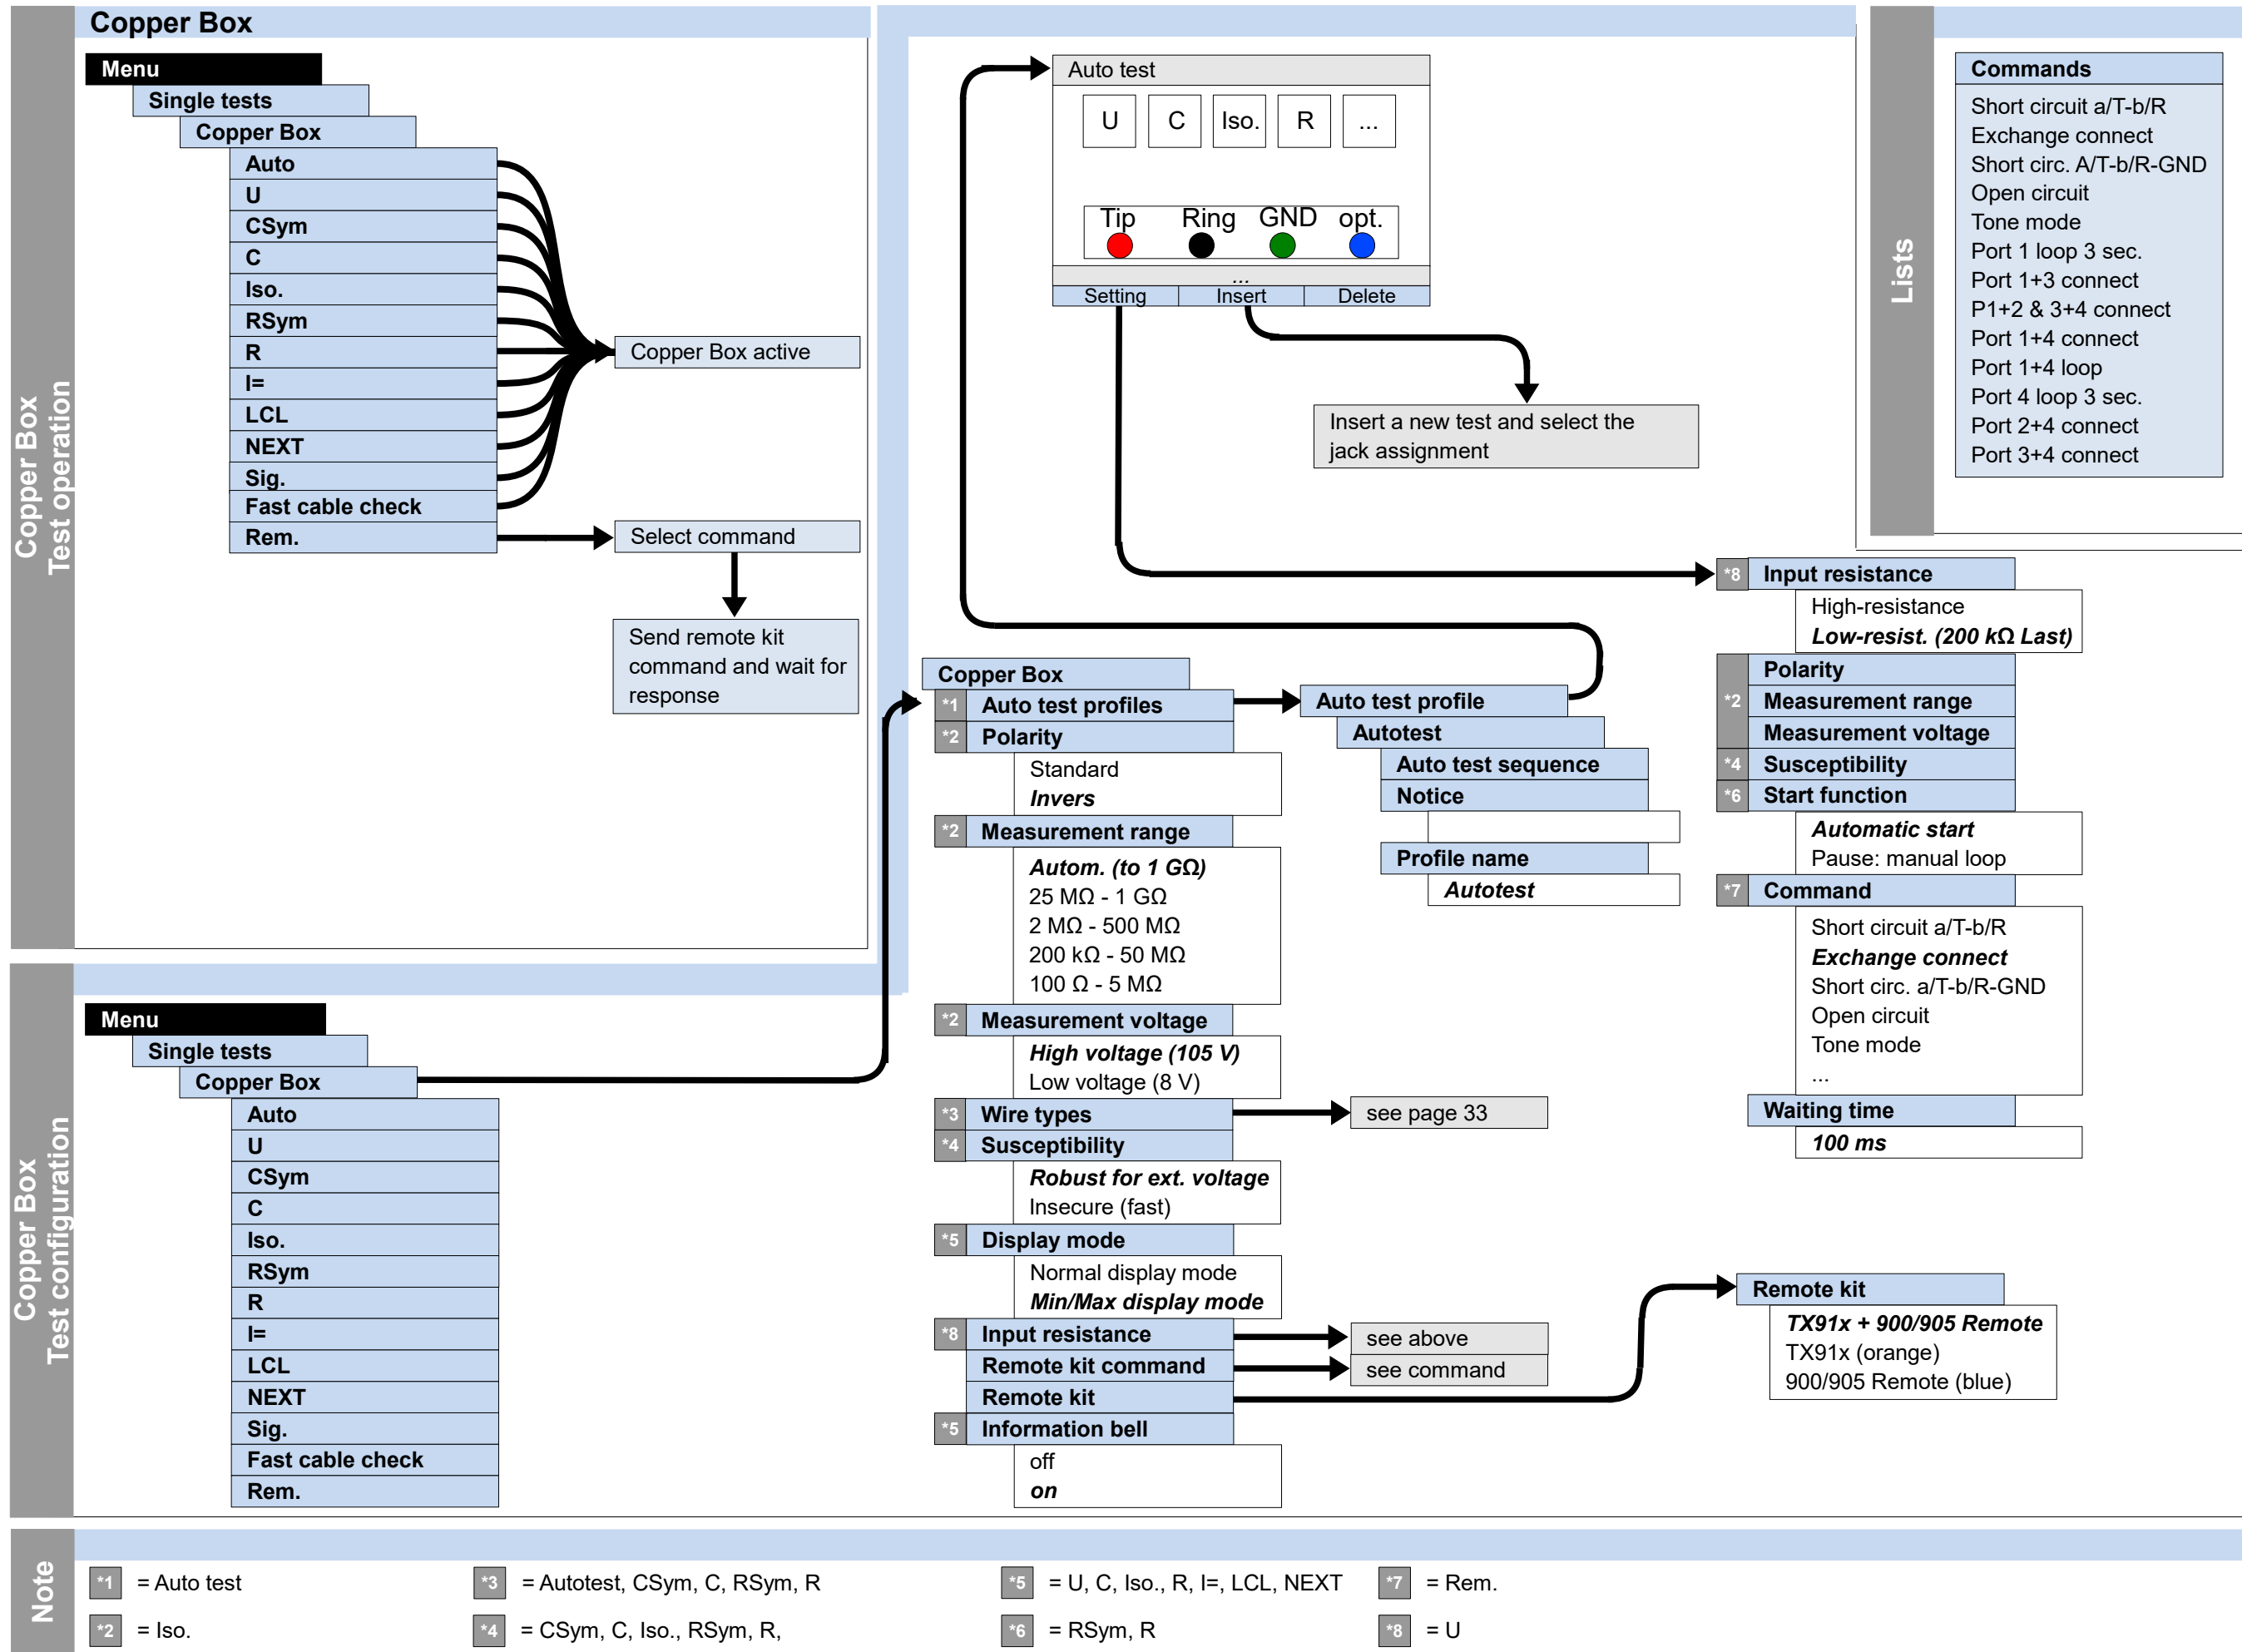 Copper Box
Test operation
Copper Box
Menu
Single tests
Copper Box
Auto
U
CSym
C
Iso.
RSym
R
I=
LCL
NEXT
Sig.
Fast cable check
Rem.
Copper Box active
Select command
Send remote kit
command and wait for
response
Auto test
U C Iso. R ...
Tip Ring GND opt.
...
Setting Insert Delete
Insert a new test and select the
jack assignment
Lists
Commands
Short circuit a/T-b/R
Exchange connect
Short circ. A/T-b/R-GND
Open circuit
Tone mode
Port 1 loop 3 sec.
Port 1+3 connect
P1+2 & 3+4 connect
Port 1+4 connect
Port 1+4 loop
Port 4 loop 3 sec.
Port 2+4 connect
Port 3+4 connect
Copper Box
Test configuration
Menu
Single tests
Copper Box
Auto
U
CSym
C
Iso.
RSym
R
I=
LCL
NEXT
Sig.
Fast cable check
Rem.
Copper Box
*1 Auto test profiles
*2 Polarity
Standard
Invers
*2 Measurement range
Autom. (to 1 GΩ)
25 MΩ - 1 GΩ
2 MΩ - 500 MΩ
200 kΩ - 50 MΩ
100 Ω - 5 MΩ
*2 Measurement voltage
High voltage (105 V)
Low voltage (8 V)
*3 Wire types
see page 33
*4 Susceptibility
Robust for ext. voltage
Insecure (fast)
*5 Display mode
Normal display mode
Min/Max display mode
*8 Input resistance
see above
Remote kit command
see command
Remote kit
*5 Information bell
off
on
Auto test profile
Autotest
Auto test sequence
Notice
Profile name
Autotest
*8 Input resistance
High-resistance
Low-resist. (200 kΩ Last)
Polarity
*2 Measurement range
Measurement voltage
*4 Susceptibility
*6 Start function
Automatic start
Pause: manual loop
*7 Command
Short circuit a/T-b/R
Exchange connect
Short circ. a/T-b/R-GND
Open circuit
Tone mode
...
Waiting time
100 ms
Remote kit
TX91x + 900/905 Remote
TX91x (orange)
900/905 Remote (blue)
Note
*1 = Auto test
*3 = Autotest, CSym, C, RSym, R
*5 = U, C, Iso., R, I=, LCL, NEXT
*7 = Rem.
*2 = Iso.
*4 = CSym, C, Iso., RSym, R,
*6 = RSym, R
*8 = U